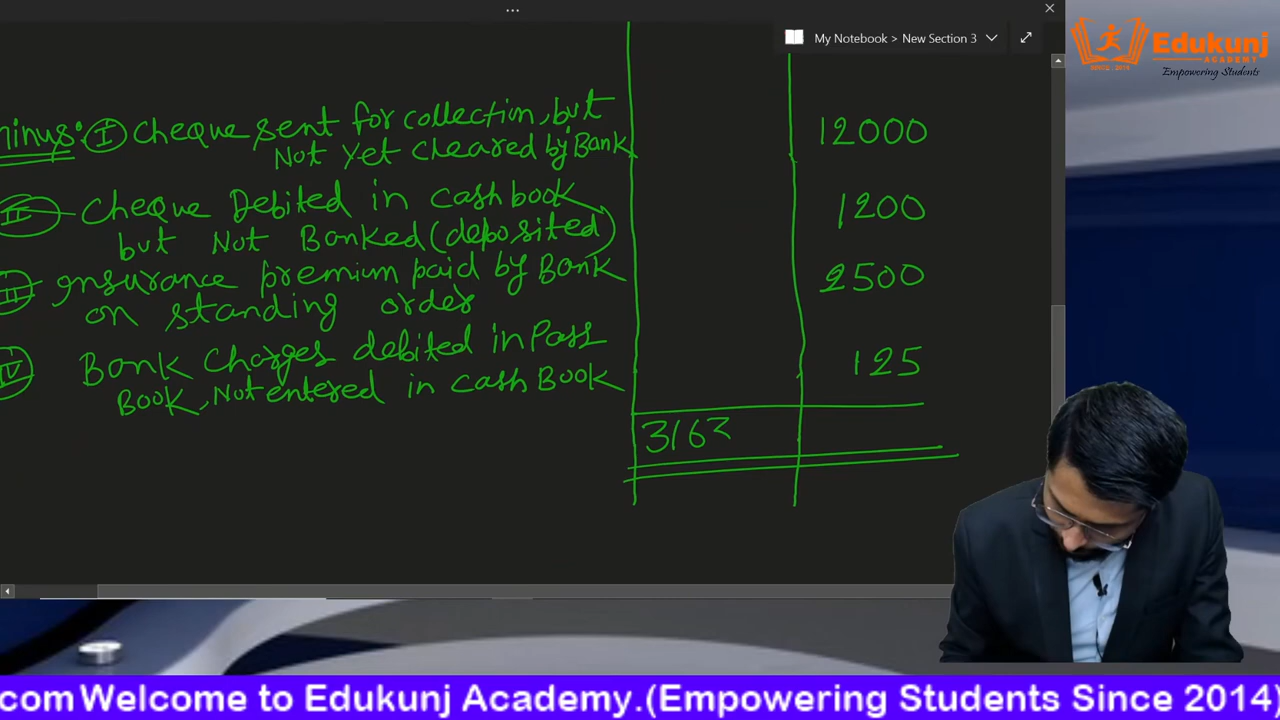 My Notebook > New Section 3
Edukunj
ACADEMY
SINCE : 2014
Empowering Students
minus: I Cheque sent for collection, but
Not Yet Cleared by Bank
12000
II Cheque Debited in cash book
but Not Banked (deposited)
1200
Insurance premium paid by Bank
on standing order
2500
IV Bank Charges debited in Pass
Book, Not entered in cash Book
125
3163
.com Welcome to Edukunj Academy.(Empowering Students Since 2014)